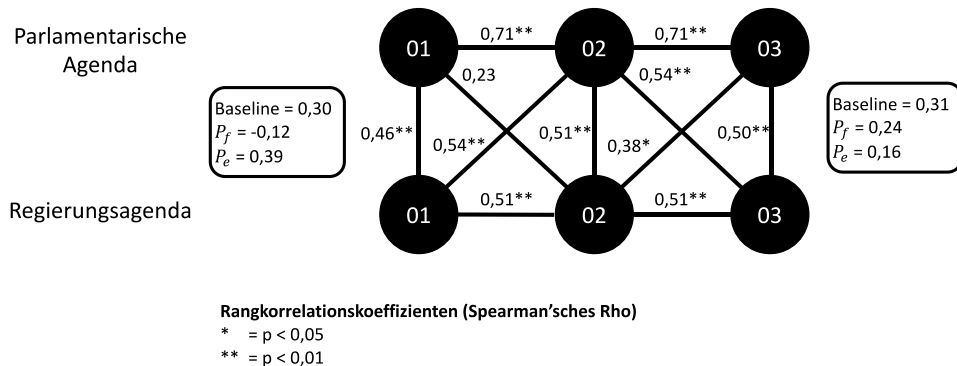 Parlamentarische
Agenda
01
0,71**
02
0,71**
03
0,23
0,54**
Baseline = 0,30
P_f = -0,12
P_e = 0,39
0,46**
0,54**
0,51**
0,38*
0,50**
Baseline = 0,31
P_f = 0,24
P_e = 0,16
Regierungsagenda
01
0,51**
02
0,51**
03
Rangkorrelationskoeffizienten (Spearman’sches Rho)
* = p < 0,05
** = p < 0,01